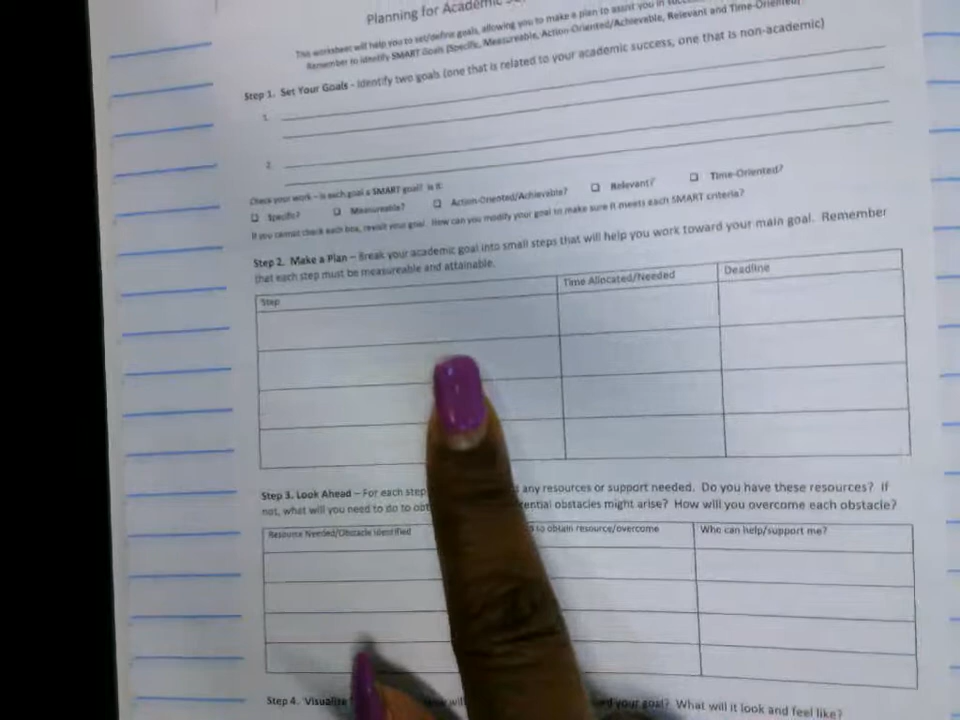 Planning for Academic
This worksheet will help you to set/define goals, allowing you to make a plan to assist you in
Remember to identify SMART Goals (Specific, Measureable, Action-Oriented/Achievable, Relevant and Time-Oriented)
Step 1. Set Your Goals - Identify two goals (one that is related to your academic success, one that is non-academic)
1.
2.
Check your work – is each goal a SMART goal? Is it:
❑ Specific? ❑ Measureable? ❑ Action-Oriented/Achievable? ❑ Relevant? ❑ Time-Oriented?
If you cannot check each box, revisit your goal. How can you modify your goal to make sure it meets each SMART criteria?
Step 2. Make a Plan – Break your academic goal into small steps that will help you work toward your main goal. Remember
that each step must be measureable and attainable.
Step Time Allocated/Needed Deadline
Step 3. Look Ahead – For each step any resources or support needed. Do you have these resources? If
not, what will you need to do to obstacles might arise? How will you overcome each obstacle?
Resource Needed/Obstacle Identified to obtain resource/overcome Who can help/support me?
Step 4. Visualize your goal? What will it look and feel like?